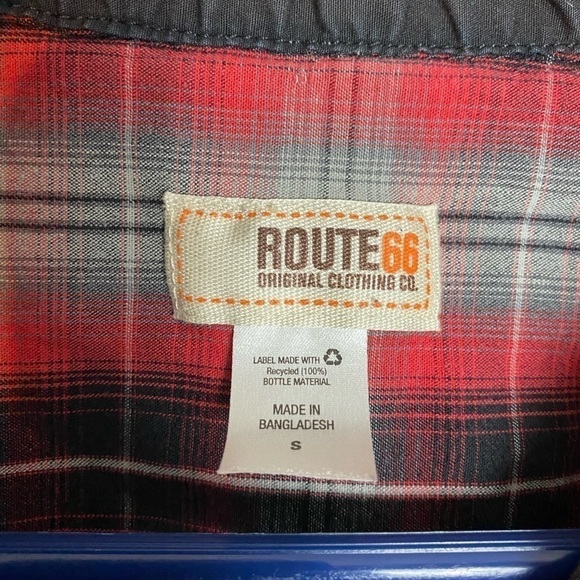 ROUTE66
ORIGINAL CLOTHING CO.
LABEL MADE WITH
Recycled (100%)
BOTTLE MATERIAL
MADE IN
BANGLADESH
S